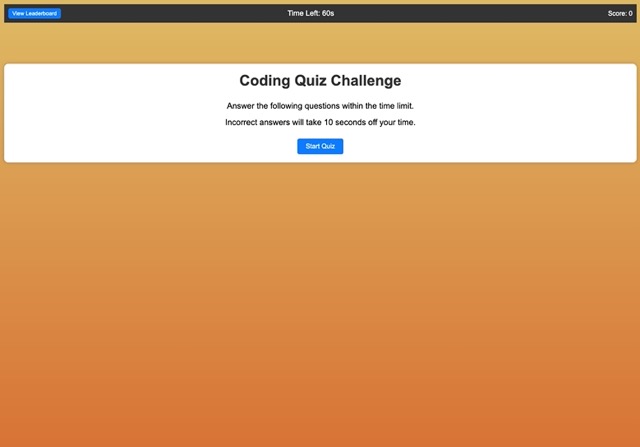 View Leaderboard
Time Left: 60s
Score: 0
Coding Quiz Challenge
Answer the following questions within the time limit.
Incorrect answers will take 10 seconds off your time.
Start Quiz